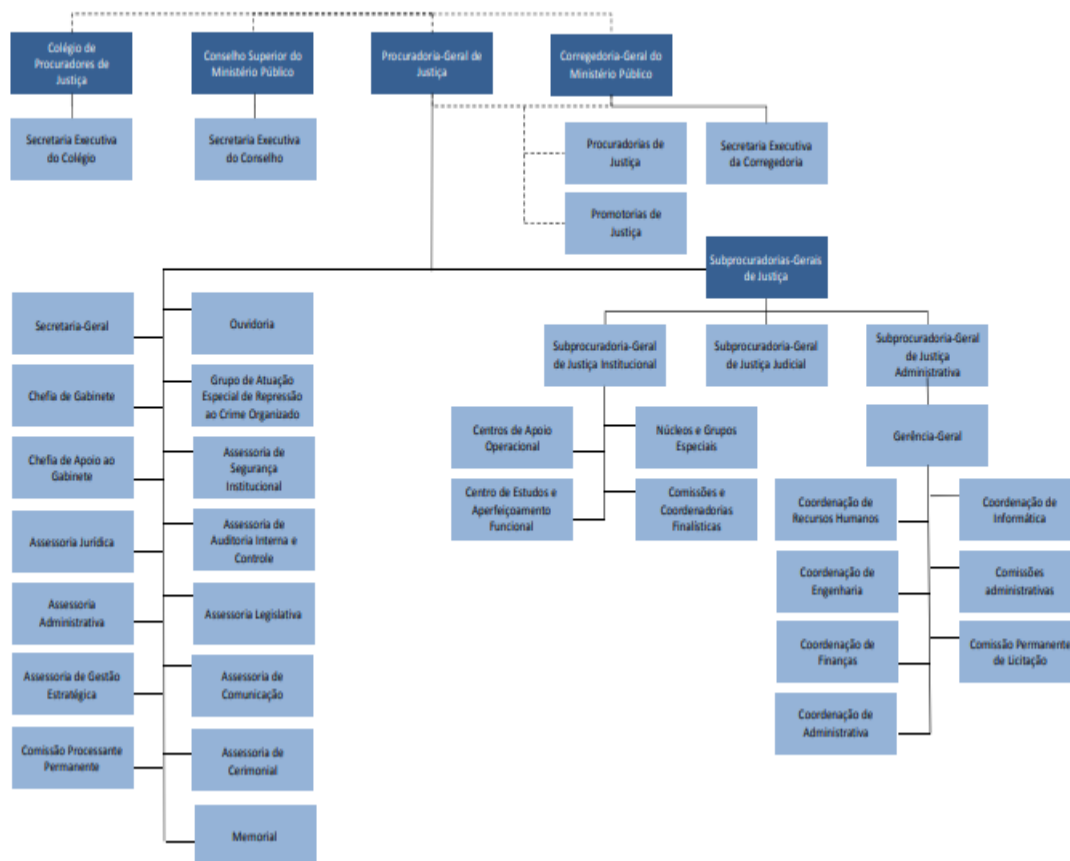 Colégio de
Procuradores de
Justiça
Conselho Superior do
Ministério Público
Procuradoria-Geral de
Justiça
Corregedoria-Geral do
Ministério Público
Secretaria Executiva
do Colégio
Secretaria Executiva
do Conselho
Procuradorias de
Justiça
Secretaria Executiva
da Corregedoria
Promotorias de
Justiça
Subprocuradorias-Gerais
de Justiça
Secretaria-Geral
Ouvidoria
Subprocuradoria-Geral
de Justiça Institucional
Subprocuradoria-Geral
de Justiça Judicial
Subprocuradoria-Geral
de Justiça
Administrativa
Chefia de Gabinete
Grupo de Atuação
Especial de Repressão
ao Crime Organizado
Centros de Apoio
Operacional
Núcleos e Grupos
Especiais
Gerência-Geral
Chefia de Apoio ao
Gabinete
Assessoria de
Segurança
Institucional
Centro de Estudos e
Aperfeiçoamento
Funcional
Comissões e
Coordenadorias
Finalísticas
Coordenação de
Recursos Humanos
Coordenação de
Informática
Assessoria Jurídica
Assessoria de
Auditoria Interna e
Controle
Coordenação de
Engenharia
Comissões
administrativas
Assessoria
Administrativa
Assessoria Legislativa
Coordenação de
Finanças
Comissão Permanente
de Licitação
Assessoria de Gestão
Estratégica
Assessoria de
Comunicação
Coordenação de
Administrativa
Comissão Processante
Permanente
Assessoria de
Cerimonial
Memorial